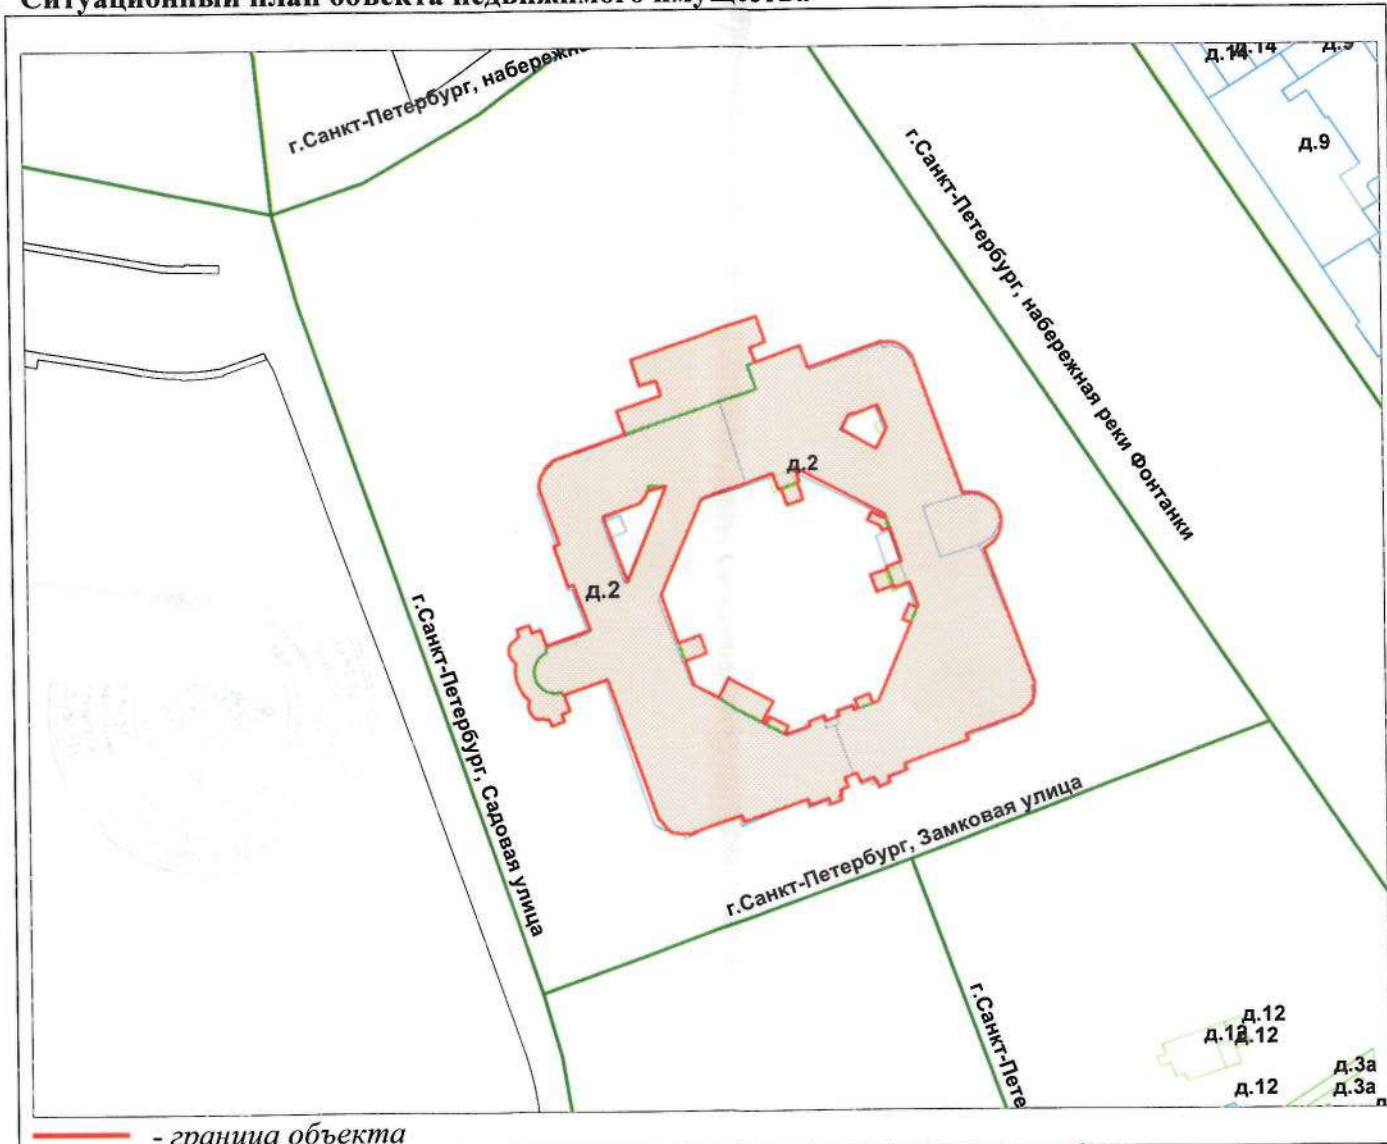 Ситуационный план объекта недвижимого имущества
г.Санкт-Петербург,
д.14
д.9
д.9
г.Санкт-Петербург, набережная реки Фонтанки
д.2
д.2
г.Санкт-Петербург, Садовая улица
г.Санкт-Петербург, Замковая улица
г.Санкт-Пете
д.12
д.12
д.12
д.3а
д.3а
- граница объекта